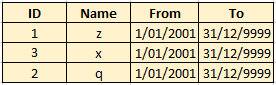 ID Name From To
1 z 1/01/2001 31/12/9999
3 x 1/01/2001 31/12/9999
2 q 1/01/2001 31/12/9999